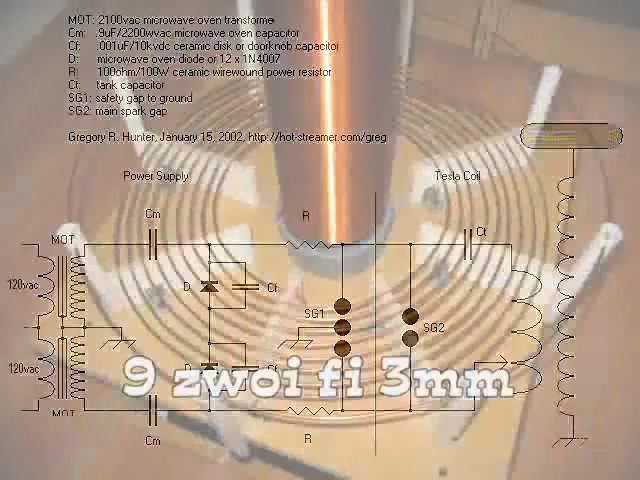 MOT: 2100vac microwave oven transforme
Cm: .9uF/2200wvac microwave oven capacitor
Cf: .001uF/10kvdc ceramic disk or doorknob capacitor
D: microwave oven diode or 12 x 1N4007
R: 100ohm/100W ceramic wirewound power resistor
Ct: tank capacitor
SG1: safety gap to ground
SG2: main spark gap
Gregory R. Hunter, January 15, 2002, http://hot-streamer.com/greg
Power Supply
Tesla Coil
Cm
R
Ct
MOT
120vac
D
Cf
SG1
SG2
120vac
D
Cf
9 zwoi fi 3mm
MOT
Cm
R